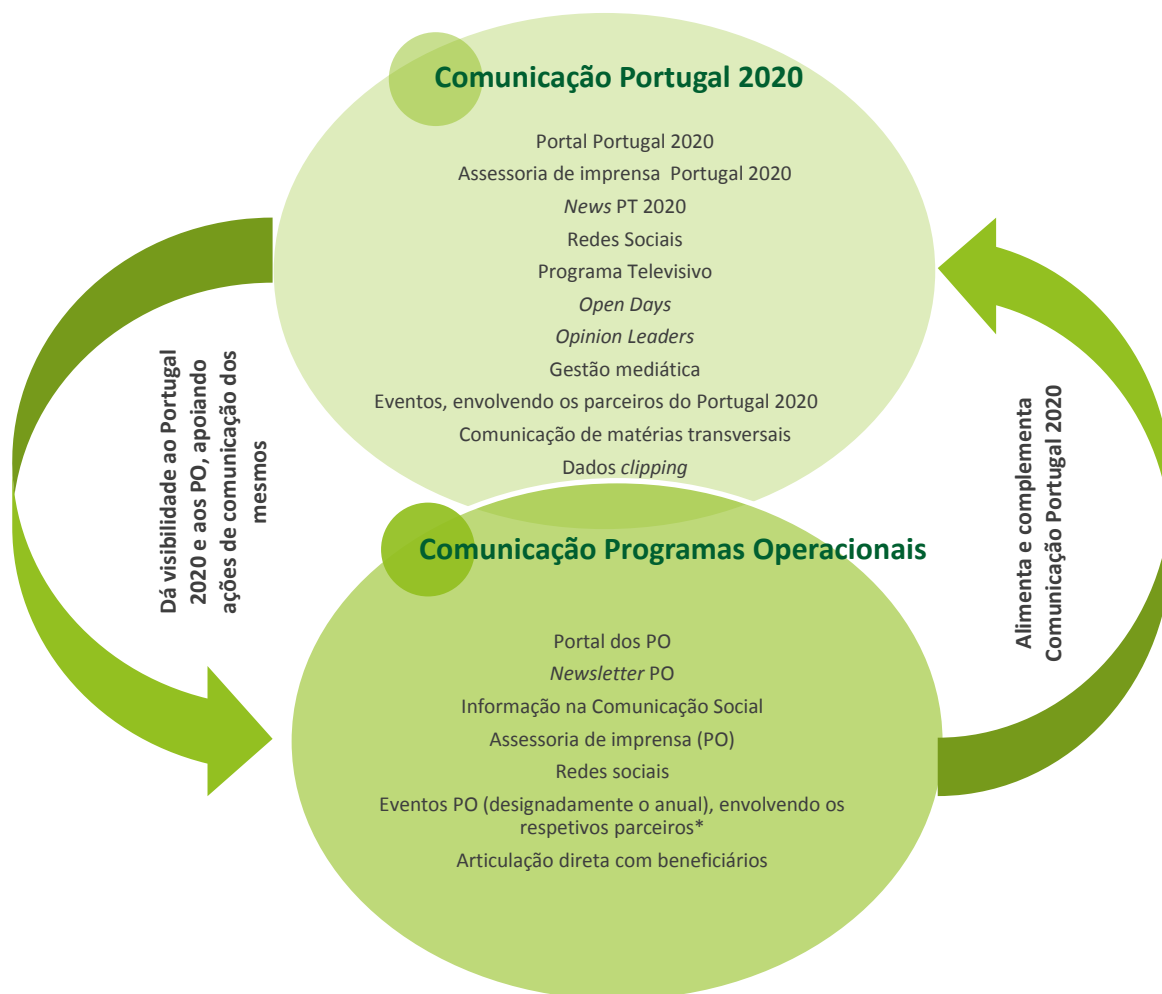 Comunicação Portugal 2020
Portal Portugal 2020
Assessoria de imprensa Portugal 2020
News PT 2020
Redes Sociais
Programa Televisivo
Open Days
Opinion Leaders
Gestão mediática
Eventos, envolvendo os parceiros do Portugal 2020
Comunicação de matérias transversais
Dados clipping
Dá visibilidade ao Portugal
2020 e aos PO, apoiando
ações de comunicação dos
mesmos
Alimenta e complementa
Comunicação Portugal 2020
Comunicação Programas Operacionais
Portal dos PO
Newsletter PO
Informação na Comunicação Social
Assessoria de imprensa (PO)
Redes sociais
Eventos PO (designadamente o anual), envolvendo os
respetivos parceiros*
Articulação direta com beneficiários